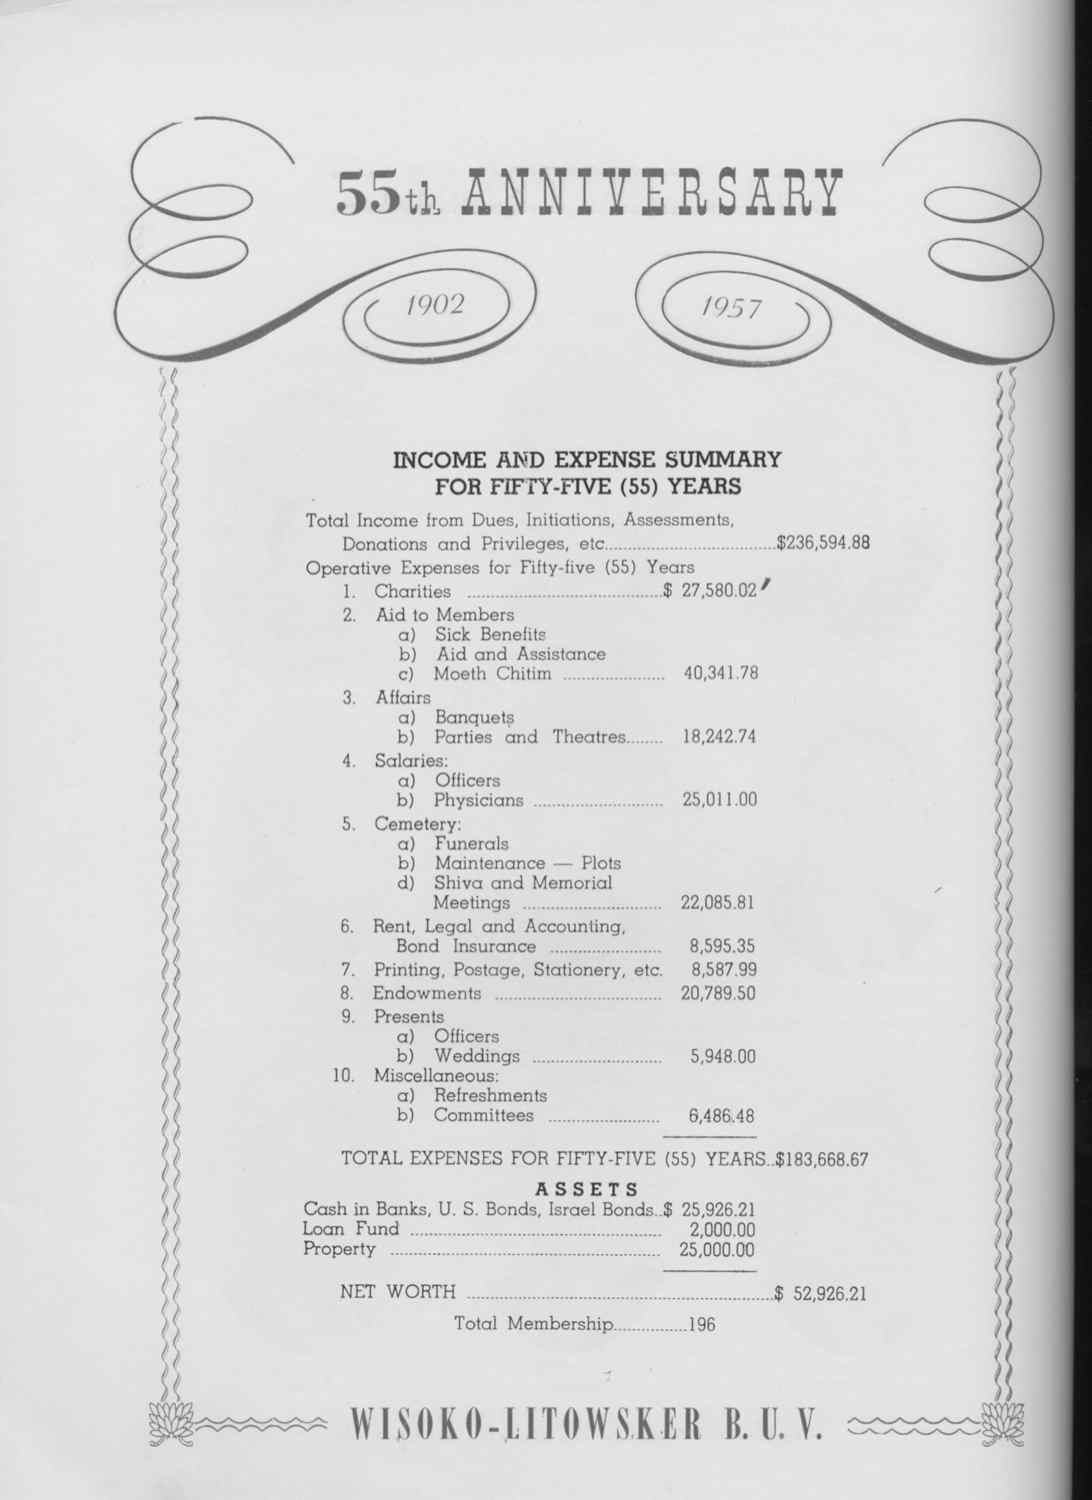 55th ANNIVERSARY
1902
1957
INCOME AND EXPENSE SUMMARY
FOR FIFTY-FIVE (55) YEARS
Total Income from Dues, Initiations, Assessments,
Donations and Privileges, etc....................................$236,594.88
Operative Expenses for Fifty-five (55) Years
1. Charities .........................................$ 27,580.02
2. Aid to Members
a) Sick Benefits
b) Aid and Assistance
c) Moeth Chitim ...................... 40,341.78
3. Affairs
a) Banquets
b) Parties and Theatres........ 18,242.74
4. Salaries:
a) Officers
b) Physicians ........................... 25,011.00
5. Cemetery:
a) Funerals
b) Maintenance — Plots
d) Shiva and Memorial
Meetings ............................. 22,085.81
6. Rent, Legal and Accounting,
Bond Insurance ....................... 8,595.35
7. Printing, Postage, Stationery, etc. 8,587.99
8. Endowments ................................... 20,789.50
9. Presents
a) Officers
b) Weddings ........................... 5,948.00
10. Miscellaneous:
a) Refreshments
b) Committees ........................ 6,486.48
TOTAL EXPENSES FOR FIFTY-FIVE (55) YEARS..$183,668.67
ASSETS
Cash in Banks, U. S. Bonds, Israel Bonds..$ 25,926.21
Loan Fund ..................................................... 2,000.00
Property ......................................................... 25,000.00
NET WORTH .................................................................$ 52,926.21
Total Membership................196
WISOKO-LITOWSKER B. U. V.